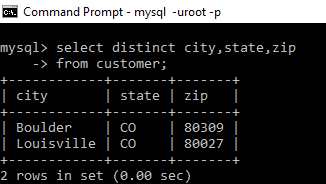 Command Prompt - mysql -uroot -p
mysql> select distinct city,state,zip
    -> from customer;
+------------+-------+-------+
| city       | state | zip   |
+------------+-------+-------+
| Boulder    | CO    | 80309 |
| Louisville | CO    | 80027 |
+------------+-------+-------+
2 rows in set (0.00 sec)